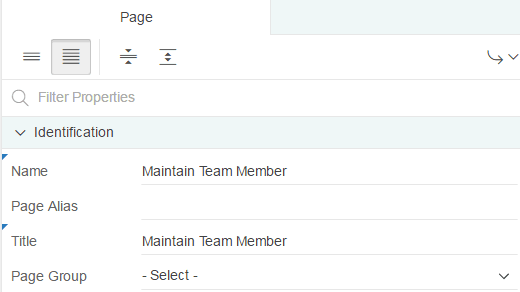 Page
Filter Properties
Identification
Name Maintain Team Member
Page Alias
Title Maintain Team Member
Page Group - Select -